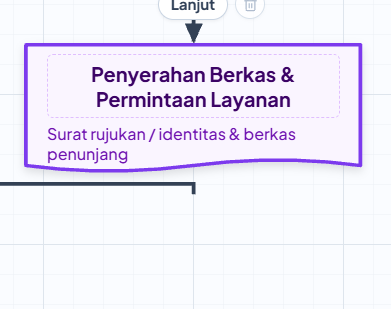 Lanjut
Penyerahan Berkas &
Permintaan Layanan
Surat rujukan / identitas & berkas
penunjang